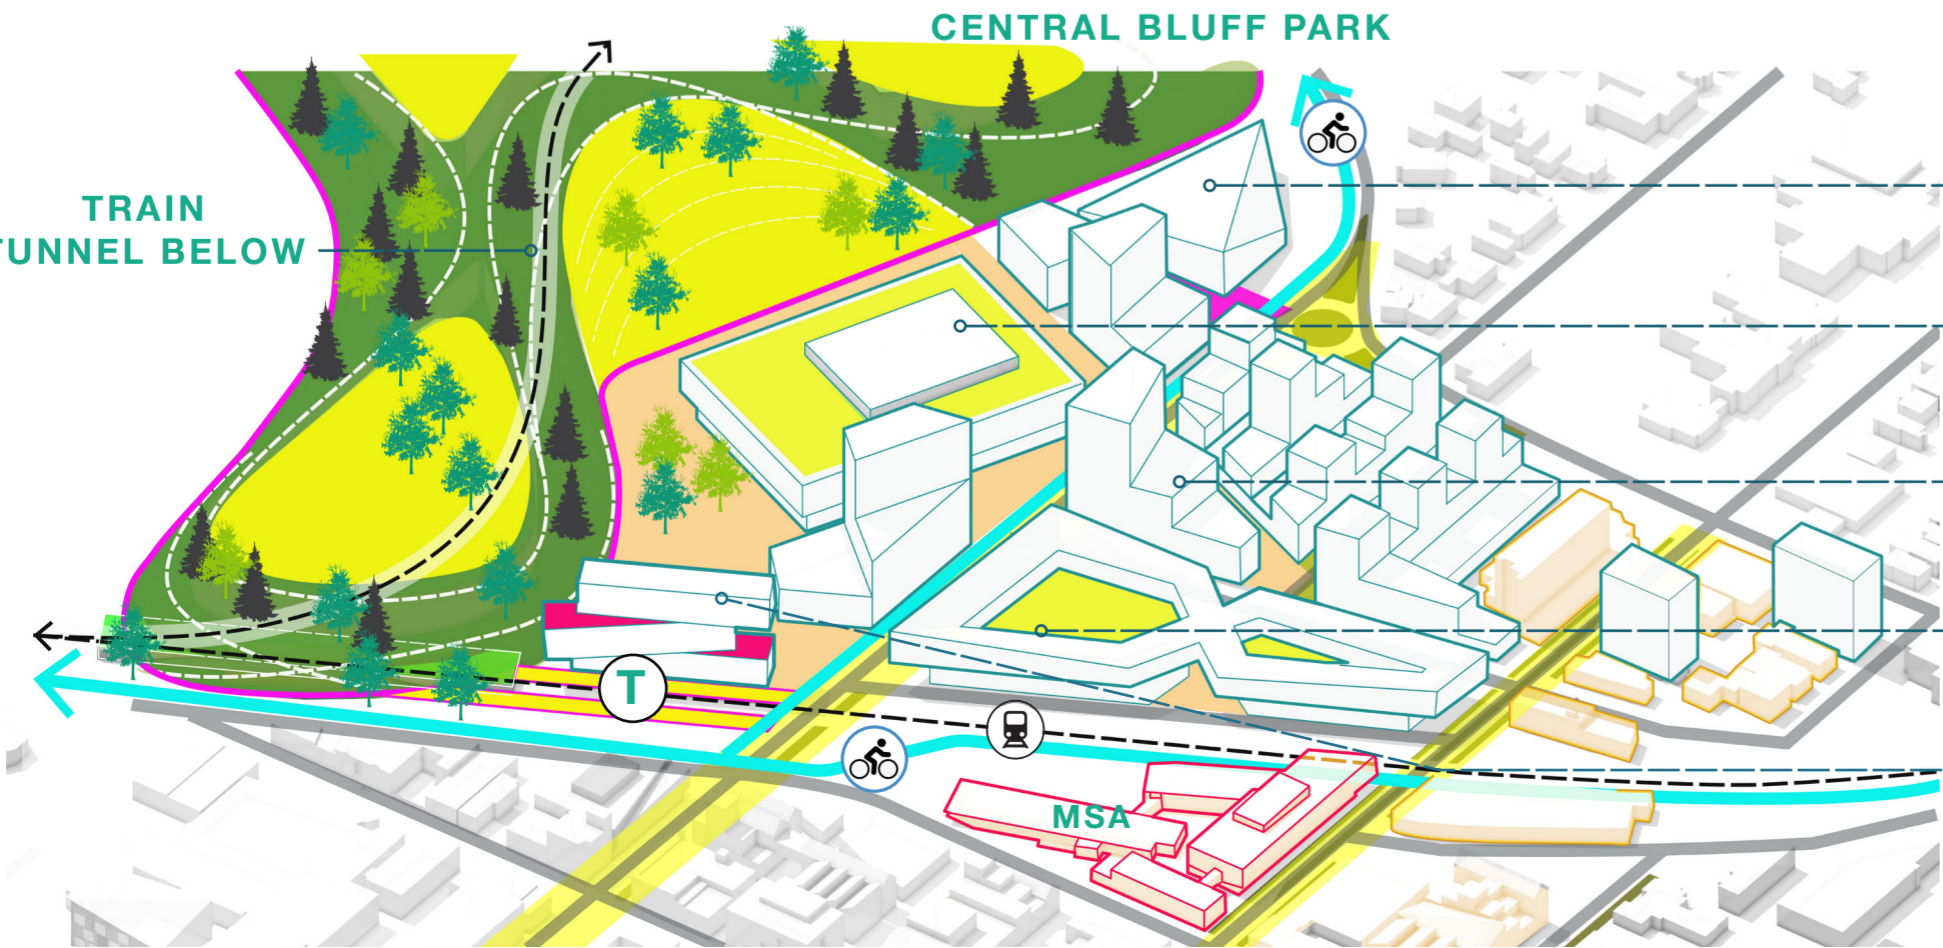 CENTRAL BLUFF PARK
TRAIN
TUNNEL BELOW
T
MSA